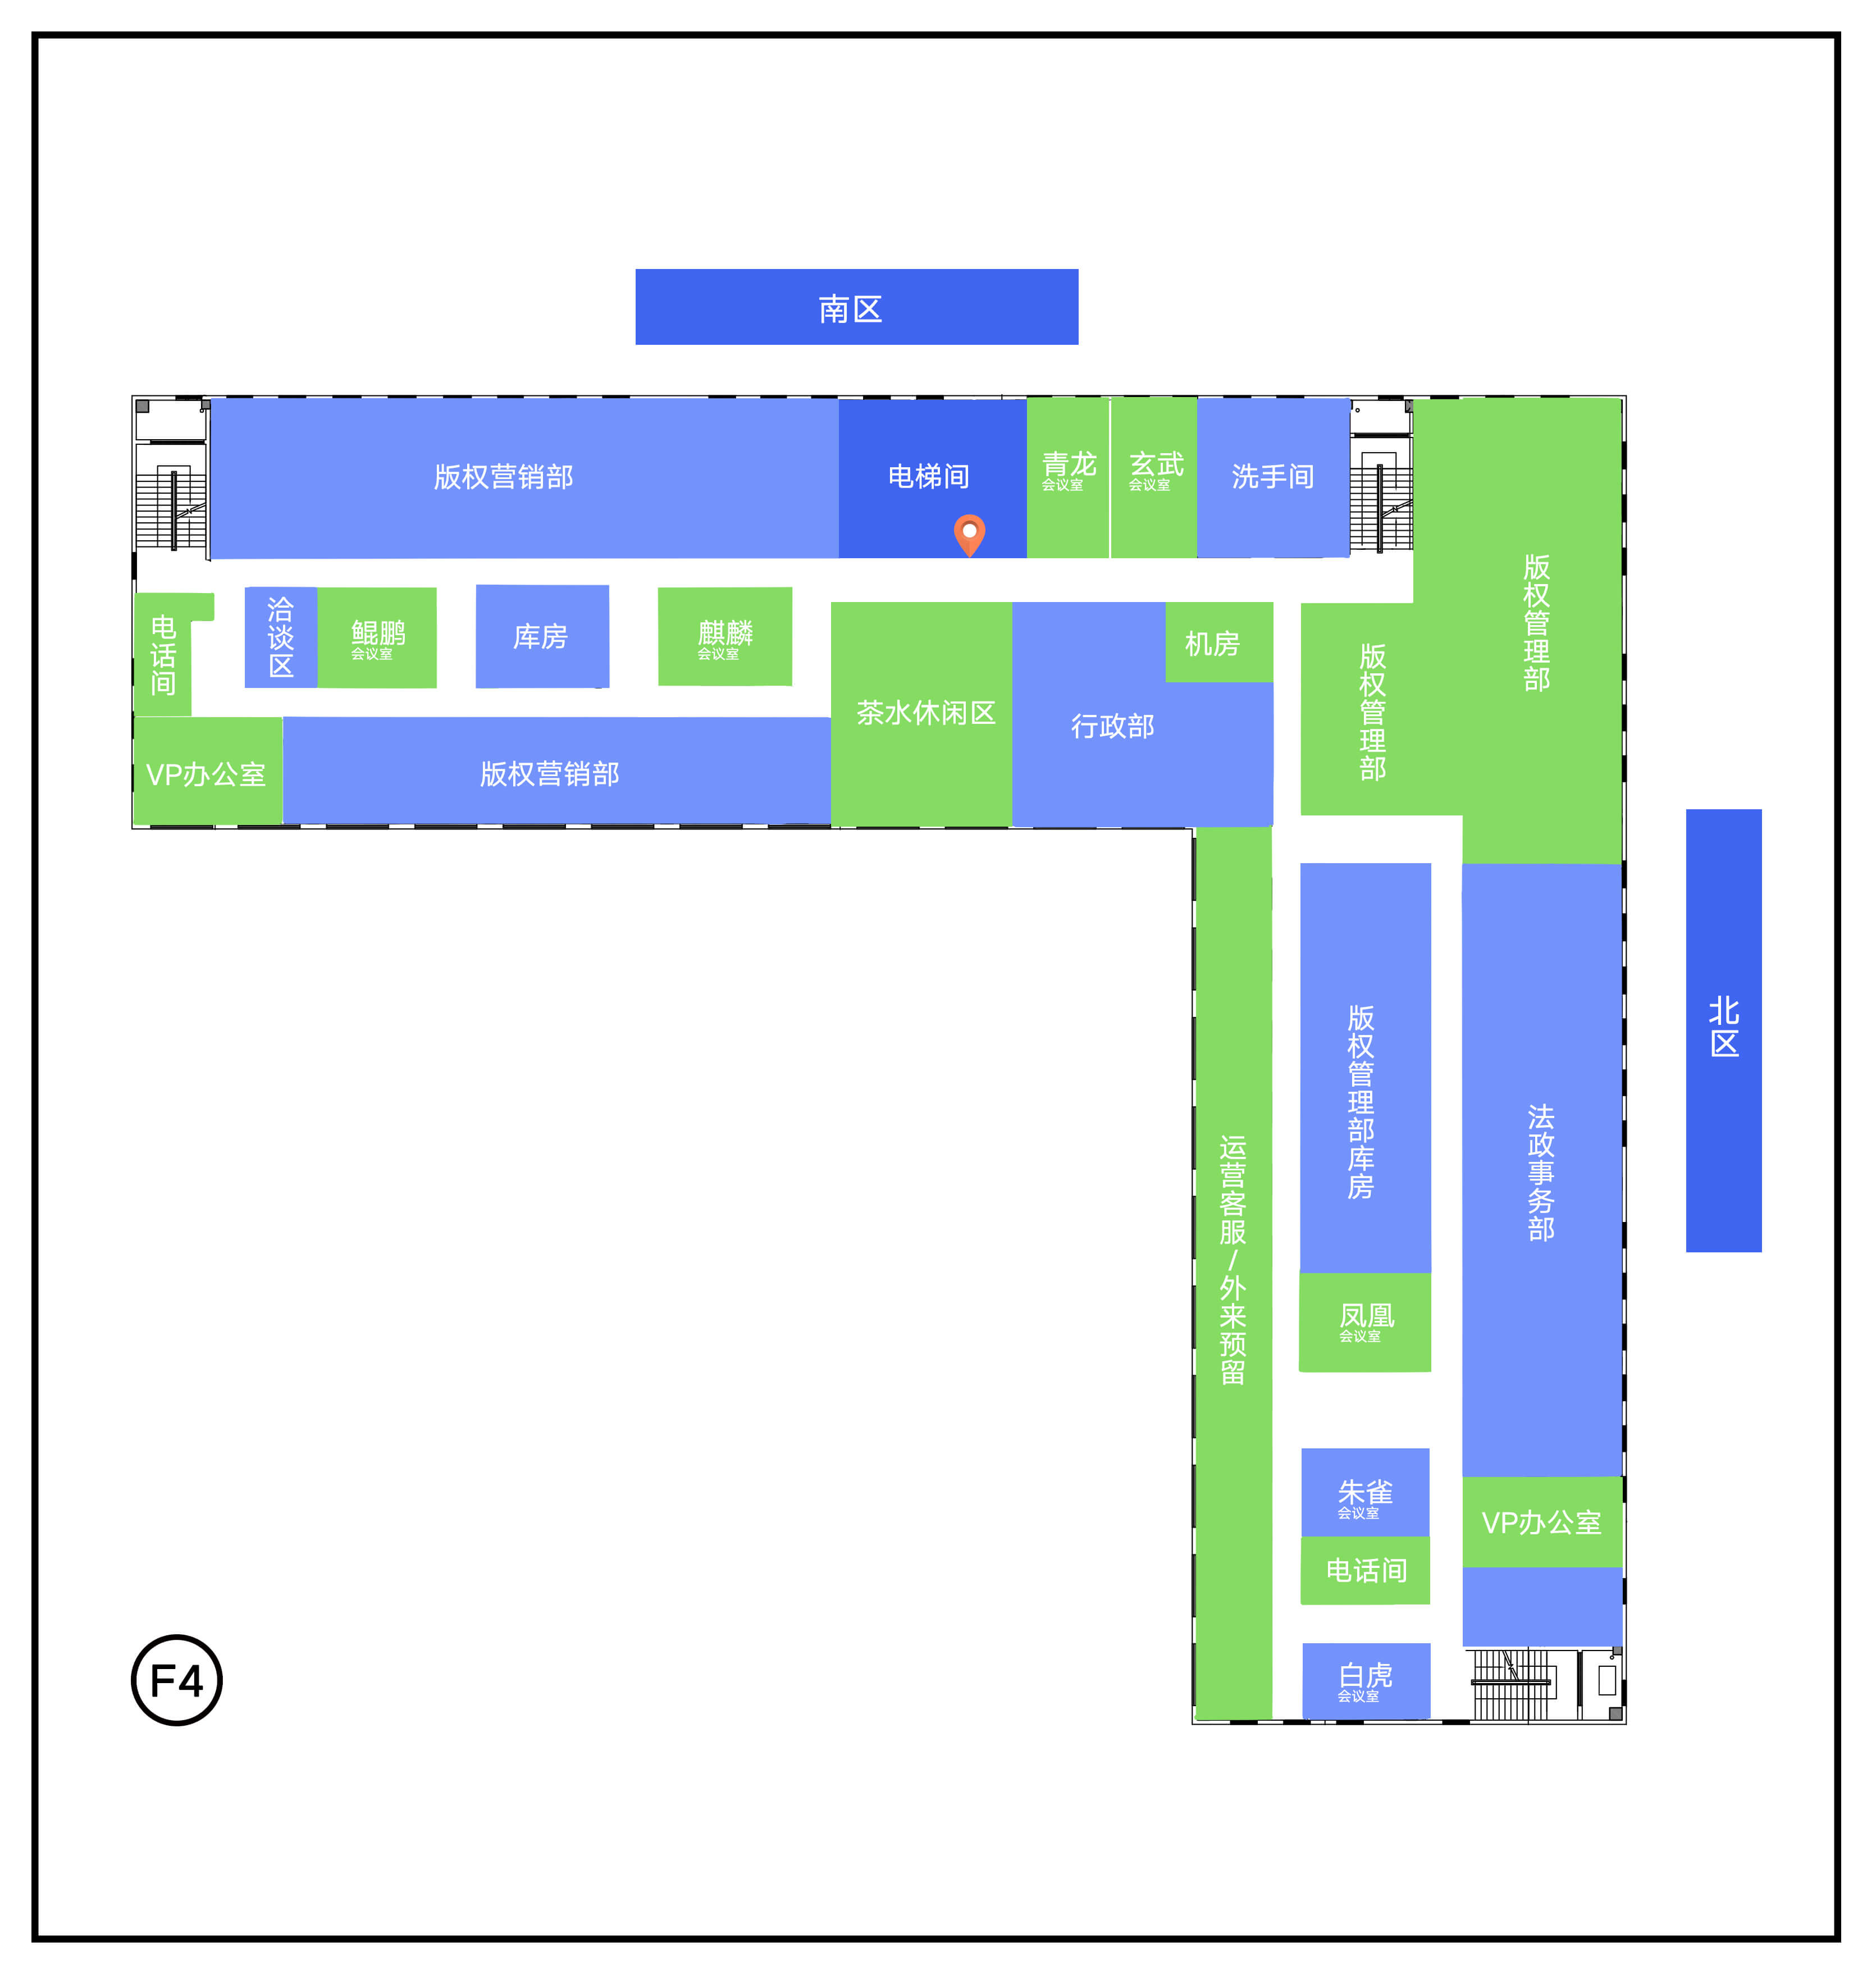 南区
版权营销部
电梯间
青龙
会议室
玄武
会议室
洗手间
版权管理部
电话间
洽谈区
鲲鹏
会议室
库房
麒麟
会议室
茶水休闲区
行政部
机房
版权管理部
VP办公室
版权营销部
北区
版权管理部库房
法政事务部
运营客服/外来预留
凤凰
会议室
朱雀
会议室
VP办公室
电话间
白虎
会议室
F4